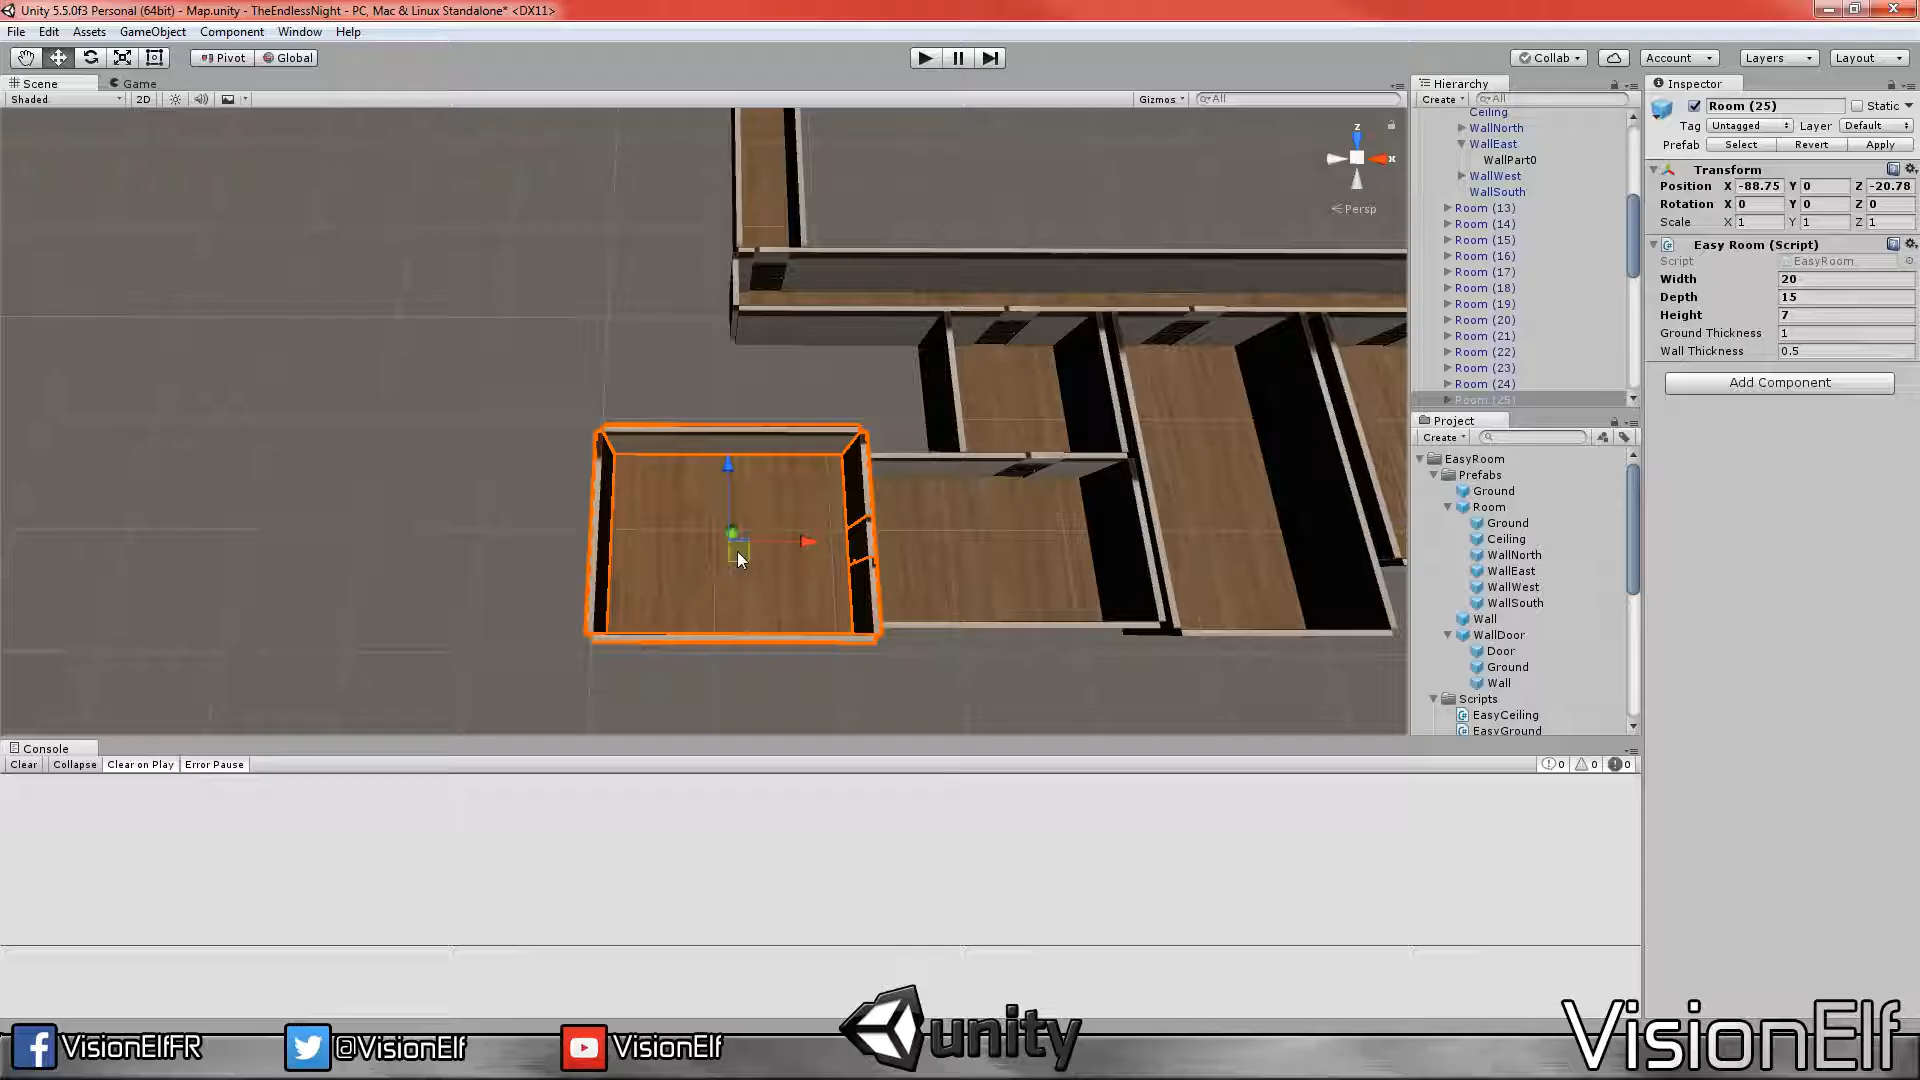 Unity 5.5.0f3 Personal (64bit) - Map.unity - TheEndlessNight - PC, Mac & Linux Standalone* <DX11>
File Edit Assets GameObject Component Window Help
Pivot Global Collab Account Layers Layout
Scene Game
Shaded 2D Gizmos All
z
x
Persp
Hierarchy
Create All
Ceiling
WallNorth
WallEast
WallPart0
WallWest
WallSouth
Room (13)
Room (14)
Room (15)
Room (16)
Room (17)
Room (18)
Room (19)
Room (20)
Room (21)
Room (22)
Room (23)
Room (24)
Room (25)
Project
Create
EasyRoom
Prefabs
Ground
Room
Ground
Ceiling
WallNorth
WallEast
WallWest
WallSouth
Wall
WallDoor
Door
Ground
Wall
Scripts
EasyCeiling
EasyGround
Inspector
Room (25) Static
Tag Untagged Layer Default
Prefab Select Revert Apply
Transform
Position X -88.75 Y 0 Z -20.78
Rotation X 0 Y 0 Z 0
Scale X 1 Y 1 Z 1
Easy Room (Script)
Script EasyRoom
Width 20
Depth 15
Height 7
Ground Thickness 1
Wall Thickness 0.5
Add Component
Console
Clear Collapse Clear on Play Error Pause 0 0 0
VisionElfFR @VisionElf VisionElf unity VisionElf